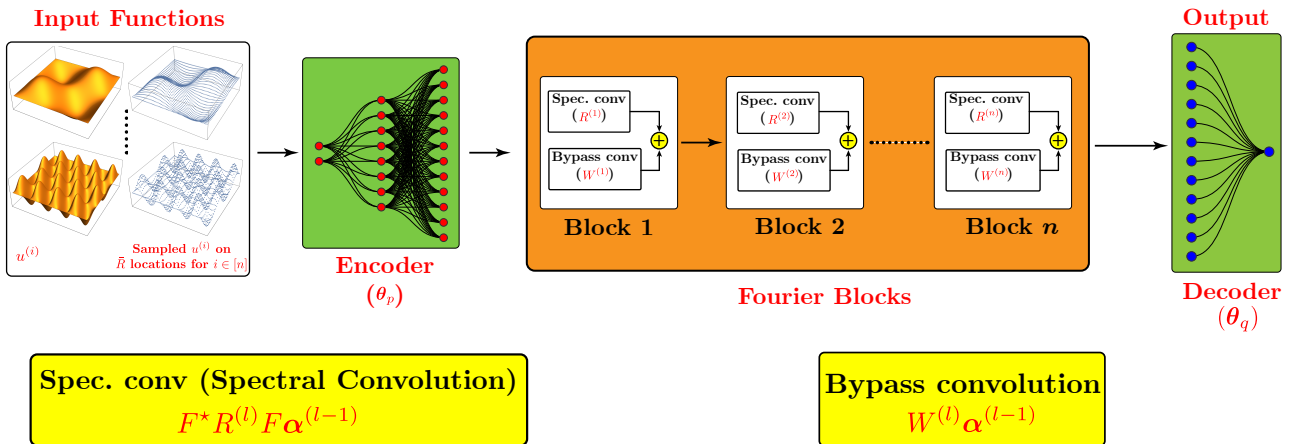 Input Functions
u^{(i)}
Sampled u^{(i)} on
R̄ locations for i ∈ [n]
Encoder
(θ_p)
Spec. conv
(R^{(1)})
+
Bypass conv
(W^{(1)})
Block 1
Spec. conv
(R^{(2)})
+
Bypass conv
(W^{(2)})
Block 2
Spec. conv
(R^{(n)})
+
Bypass conv
(W^{(n)})
Block n
Fourier Blocks
Output
Decoder
(θ_q)
Spec. conv (Spectral Convolution)
F^⋆ R^{(l)} F α^{(l−1)}
Bypass convolution
W^{(l)} α^{(l−1)}